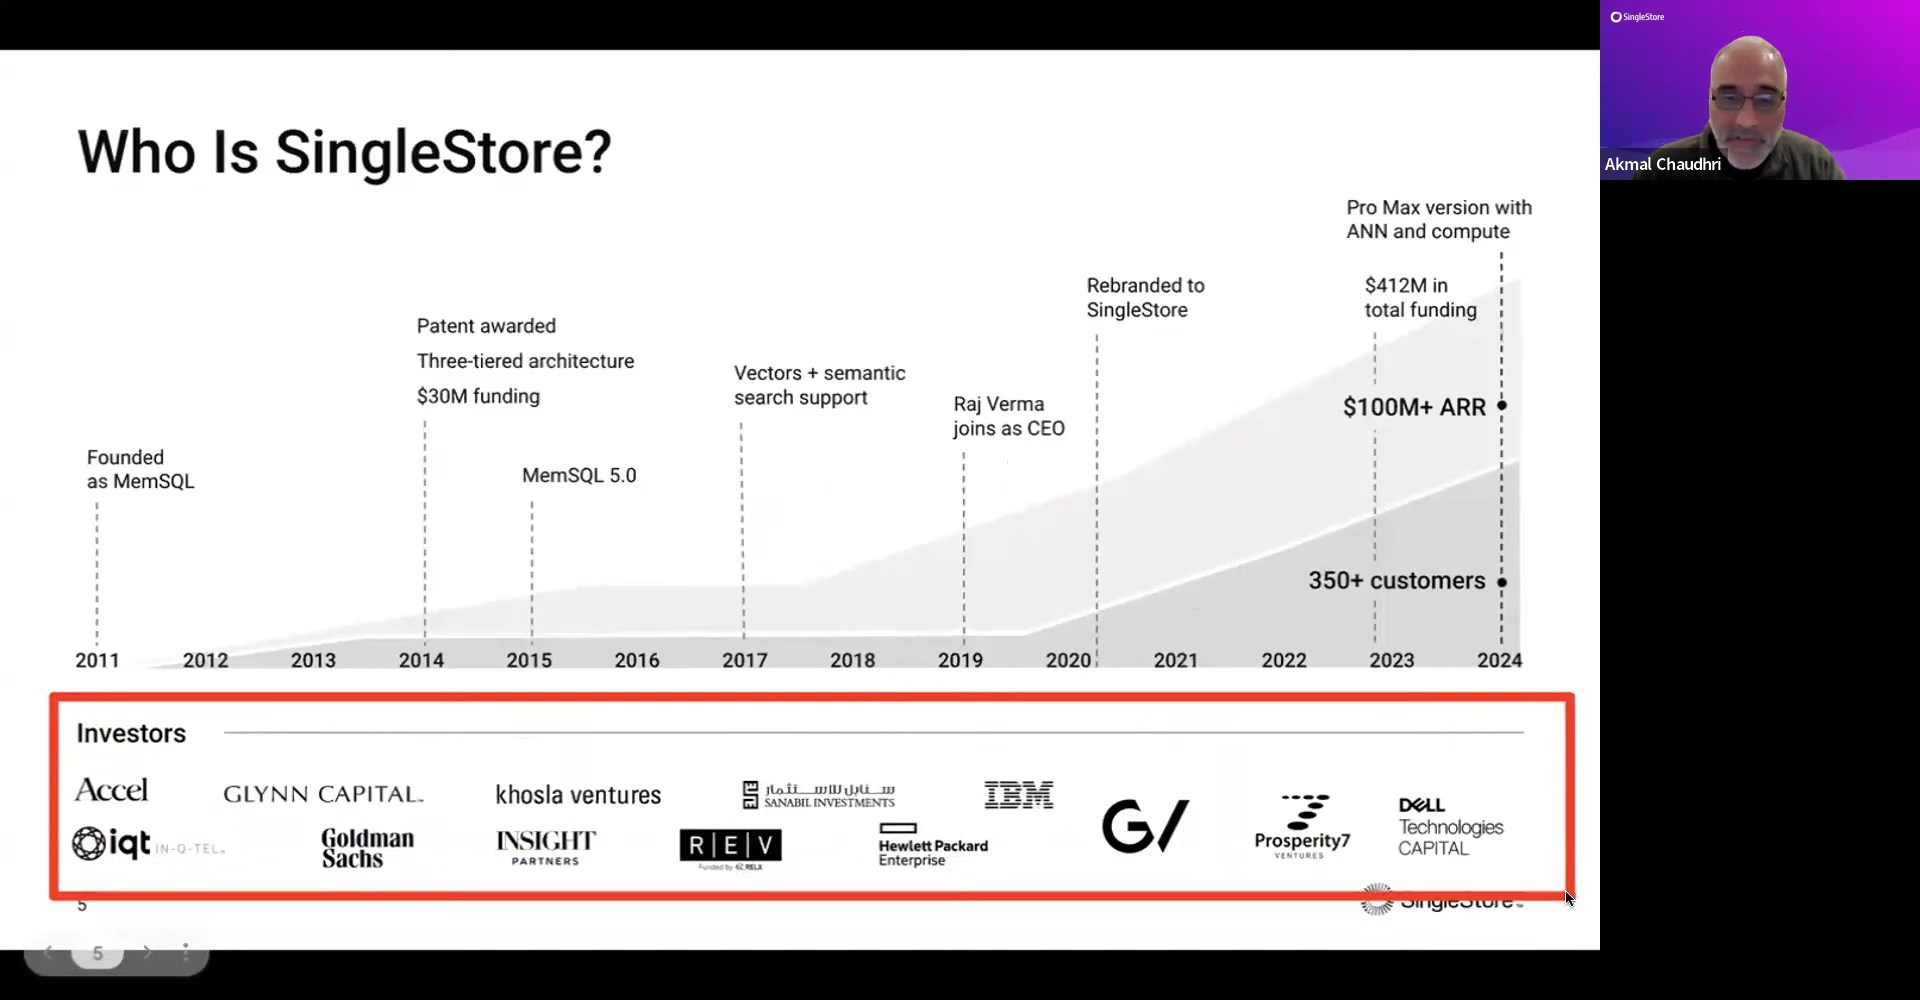 SingleStore
Akmal Chaudhri
Who Is SingleStore?
Pro Max version with
ANN and compute
Rebranded to
SingleStore
$412M in
total funding
Patent awarded
Three-tiered architecture
$30M funding
Vectors + semantic
search support
Raj Verma
joins as CEO
$100M+ ARR
Founded
as MemSQL
MemSQL 5.0
350+ customers
2011 2012 2013 2014 2015 2016 2017 2018 2019 2020 2021 2022 2023 2024
Investors
Accel
GLYNN CAPITAL
khosla ventures
سنابل للاستثمار
SANABIL INVESTMENTS
IBM
G/
Prosperity7
VENTURES
DELL
Technologies
CAPITAL
iqt IN-Q-TEL
Goldman
Sachs
INSIGHT
PARTNERS
R|E|V
Funded by RELX
Hewlett Packard
Enterprise
5
SingleStore
5